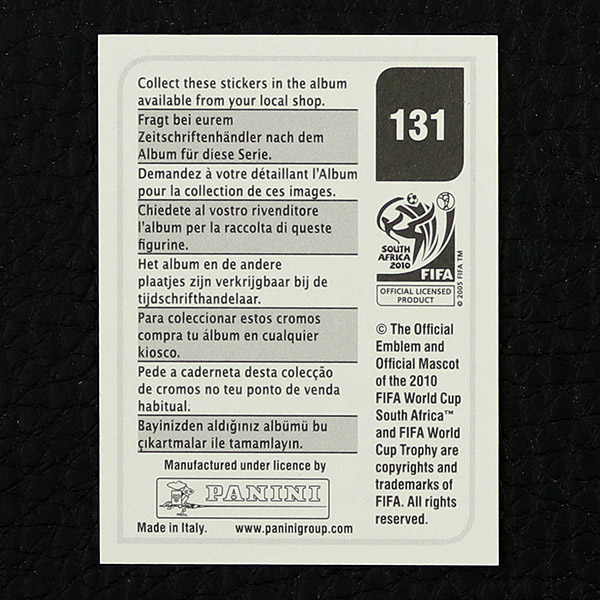 Collect these stickers in the album
available from your local shop.
Fragt bei eurem
Zeitschriftenhändler nach dem
Album für diese Serie.
Demandez à votre détaillant l'Album
pour la collection de ces images.
Chiedete al vostro rivenditore
l'album per la raccolta di queste
figurine.
Het album en de andere
plaatjes zijn verkrijgbaar bij de
tijdschrifthandelaar.
Para coleccionar estos cromos
compra tu álbum en cualquier
kiosco.
Pede a caderneta desta colecção
de cromos no teu ponto de venda
habitual.
Bayinizden aldığınız albümü bu
çıkartmalar ile tamamlayın.
Manufactured under licence by
PANINI
Made in Italy. www.paninigroup.com
131
SOUTH
AFRICA
2010
FIFA
OFFICIAL LICENSED
PRODUCT
© 2005 FIFA TM
© The Official
Emblem and
Official Mascot
of the 2010
FIFA World Cup
South Africa™
and FIFA World
Cup Trophy are
copyrights and
trademarks of
FIFA. All rights
reserved.